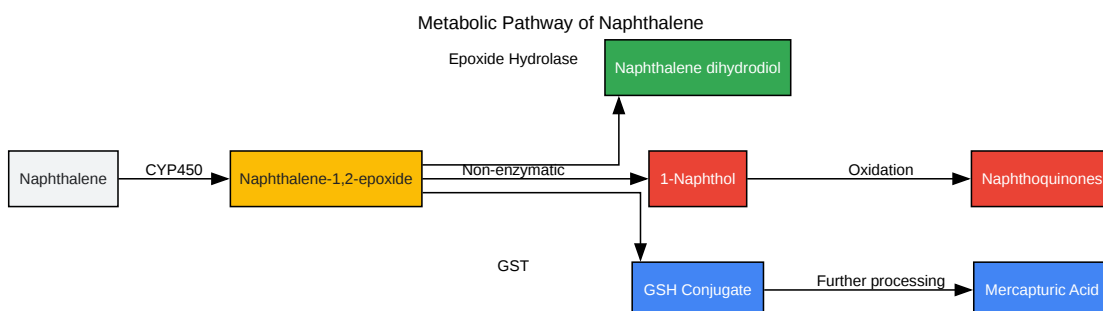 Metabolic Pathway of Naphthalene
Epoxide Hydrolase
Naphthalene dihydrodiol
Naphthalene
CYP450
Naphthalene-1,2-epoxide
Non-enzymatic
1-Naphthol
Oxidation
Naphthoquinones
GST
GSH Conjugate
Further processing
Mercapturic Acid